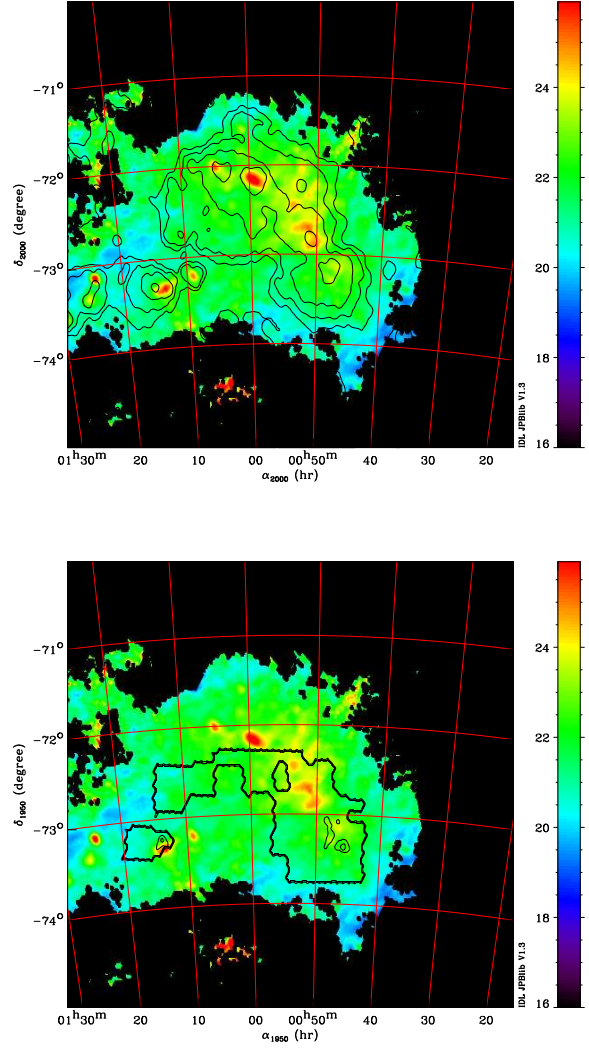 −71°
−72°
−73°
−74°
δ2000 (degree)
01h30m 20 10 00 00h50m 40 30 20
α2000 (hr)
24
22
20
18
16
IDL JPBlib V1.3
−71°
−72°
−73°
−74°
δ1950 (degree)
01h30m 20 10 00 00h50m 40 30 20
α1950 (hr)
24
22
20
18
16
IDL JPBlib V1.3